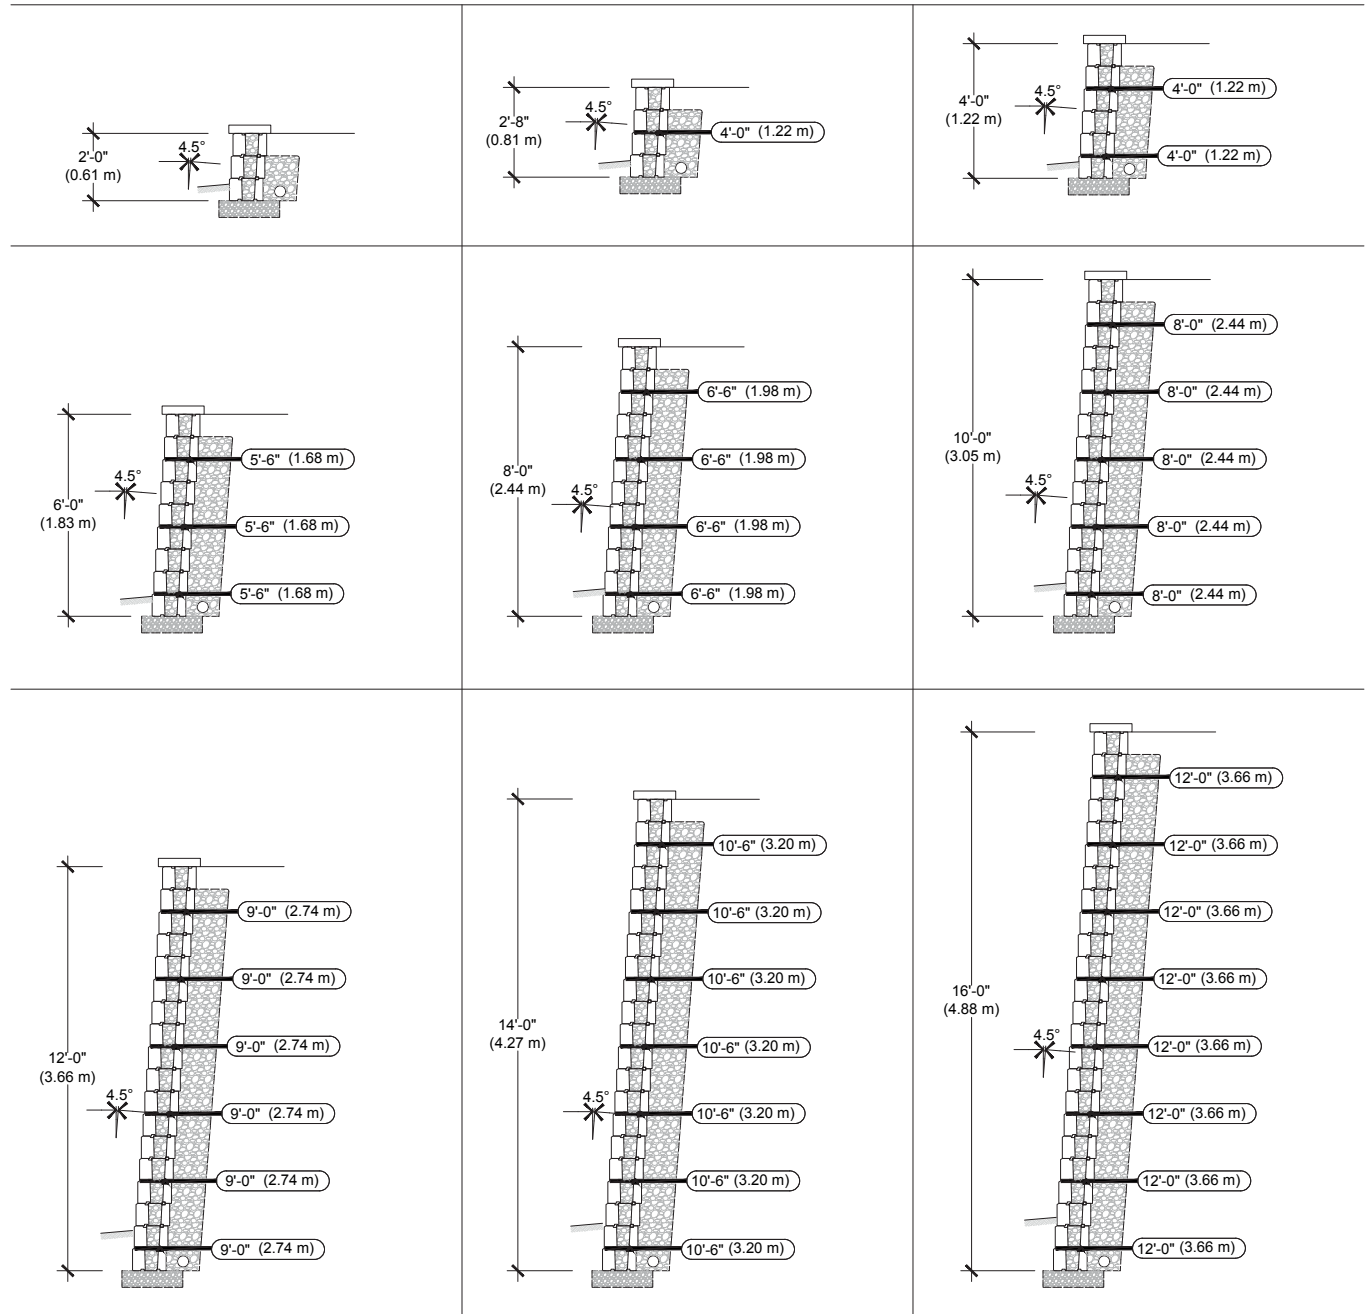 2'-0"
(0.61 m)
4.5°
2'-8"
(0.81 m)
4.5°
4'-0" (1.22 m)
4'-0"
(1.22 m)
4.5°
4'-0" (1.22 m)
4'-0" (1.22 m)
6'-0"
(1.83 m)
4.5°
5'-6" (1.68 m)
5'-6" (1.68 m)
5'-6" (1.68 m)
8'-0"
(2.44 m)
4.5°
6'-6" (1.98 m)
6'-6" (1.98 m)
6'-6" (1.98 m)
6'-6" (1.98 m)
10'-0"
(3.05 m)
4.5°
8'-0" (2.44 m)
8'-0" (2.44 m)
8'-0" (2.44 m)
8'-0" (2.44 m)
8'-0" (2.44 m)
12'-0"
(3.66 m)
4.5°
9'-0" (2.74 m)
9'-0" (2.74 m)
9'-0" (2.74 m)
9'-0" (2.74 m)
9'-0" (2.74 m)
9'-0" (2.74 m)
14'-0"
(4.27 m)
4.5°
10'-6" (3.20 m)
10'-6" (3.20 m)
10'-6" (3.20 m)
10'-6" (3.20 m)
10'-6" (3.20 m)
10'-6" (3.20 m)
10'-6" (3.20 m)
16'-0"
(4.88 m)
4.5°
12'-0" (3.66 m)
12'-0" (3.66 m)
12'-0" (3.66 m)
12'-0" (3.66 m)
12'-0" (3.66 m)
12'-0" (3.66 m)
12'-0" (3.66 m)
12'-0" (3.66 m)